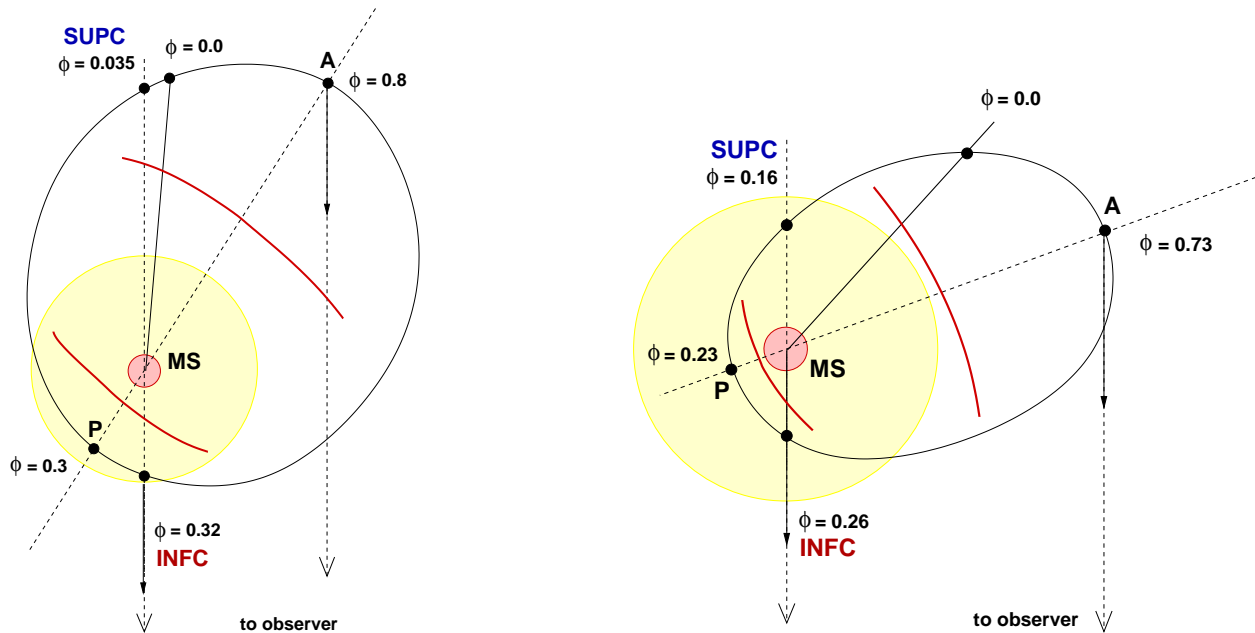 SUPC
ϕ = 0.0
ϕ = 0.035
A
ϕ = 0.8
MS
P
ϕ = 0.3
ϕ = 0.32
INFC
to observer
ϕ = 0.0
SUPC
ϕ = 0.16
A
ϕ = 0.73
ϕ = 0.23
MS
P
ϕ = 0.26
INFC
to observer